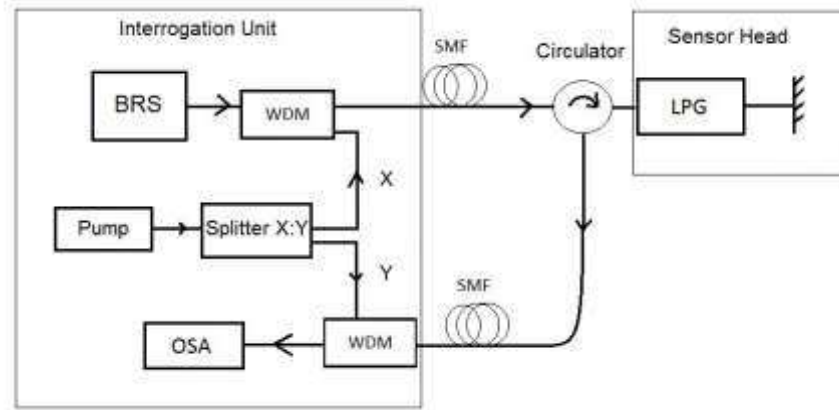 Interrogation Unit
SMF
Circulator
Sensor Head
BRS
WDM
LPG
X
Pump
Splitter X:Y
Y
SMF
OSA
WDM